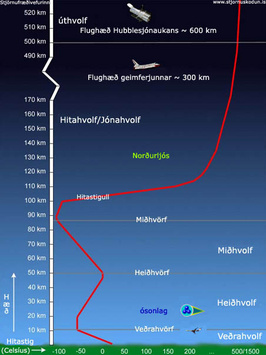 Stjörnufræðivefurinn
www.stjornuskodun.is
520 km
úthvolf
510 km
Flughæð Hubblesjónaukans ~ 600 km
500 km
490 km
Flughæð geimferjunnar ~ 300 km
170 km
160 km
Hitahvolf/Jónahvolf
150 km
140 km
130 km
Norðurljós
120 km
110 km
100 km
Hitastigull
90 km
Miðhvörf
80 km
70 km
Miðhvolf
60 km
50 km
Heiðhvörf
40 km
Hæð
30 km
Heiðhvolf
20 km
ósonlag
10 km
Veðrahvörf
Veðrahvolf
Hitastig
(Celsíus)
-100 -50 0 50 200 ... 500/1500